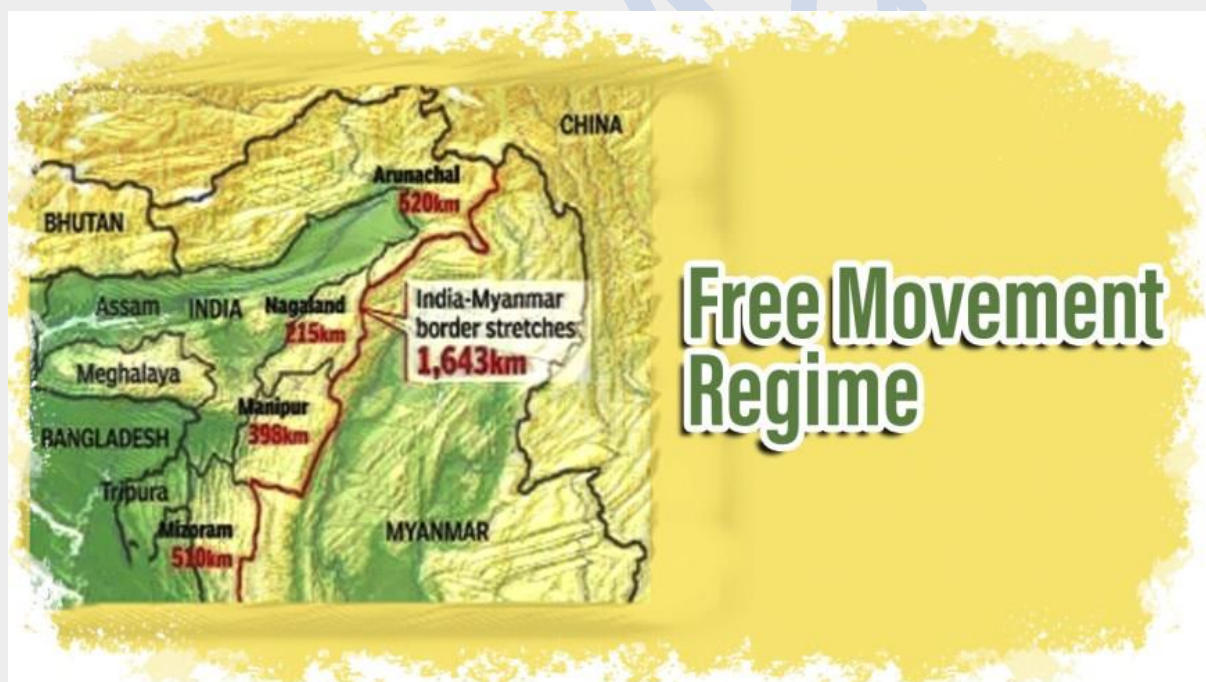 CHINA
Arunachal
520km
BHUTAN
Assam INDIA Nagaland
215km
India-Myanmar
border stretches
1,643km
Meghalaya
Manipur
398km
BANGLADESH
Tripura
Mizoram
510km
MYANMAR
Free Movement
Regime